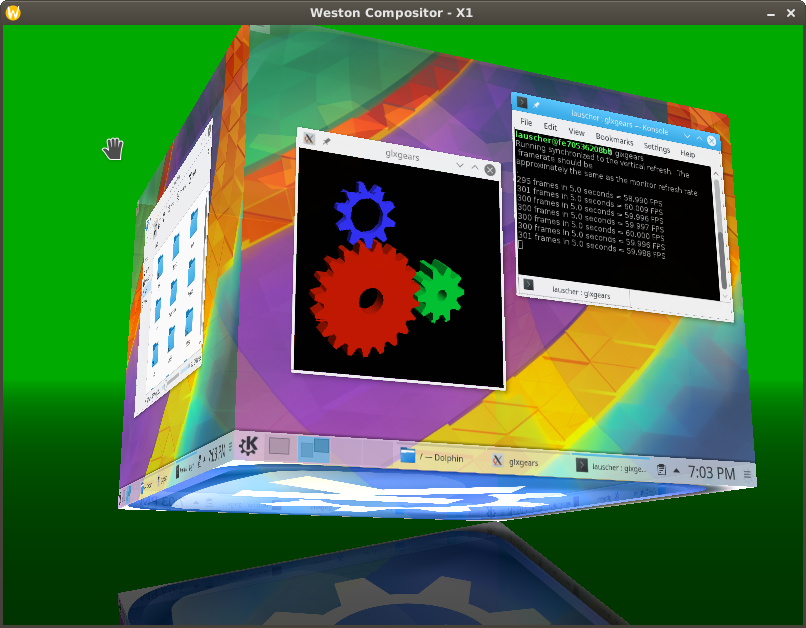 Weston Compositor - X1
lauscher : glxgears — Konsole
File Edit View Bookmarks Settings Help
glxgears
Running synchronized to the vertical refresh. The
framerate should be
approximately the same as the monitor refresh rate.
295 frames in 5.0 seconds = 58.990 FPS
301 frames in 5.0 seconds = 60.009 FPS
300 frames in 5.0 seconds = 59.996 FPS
300 frames in 5.0 seconds = 59.997 FPS
300 frames in 5.0 seconds = 60.000 FPS
300 frames in 5.0 seconds = 59.996 FPS
301 frames in 5.0 seconds = 59.988 FPS
lauscher : glxgears
/ — Dolphin
glxgears
lauscher : glxge...
7:03 PM